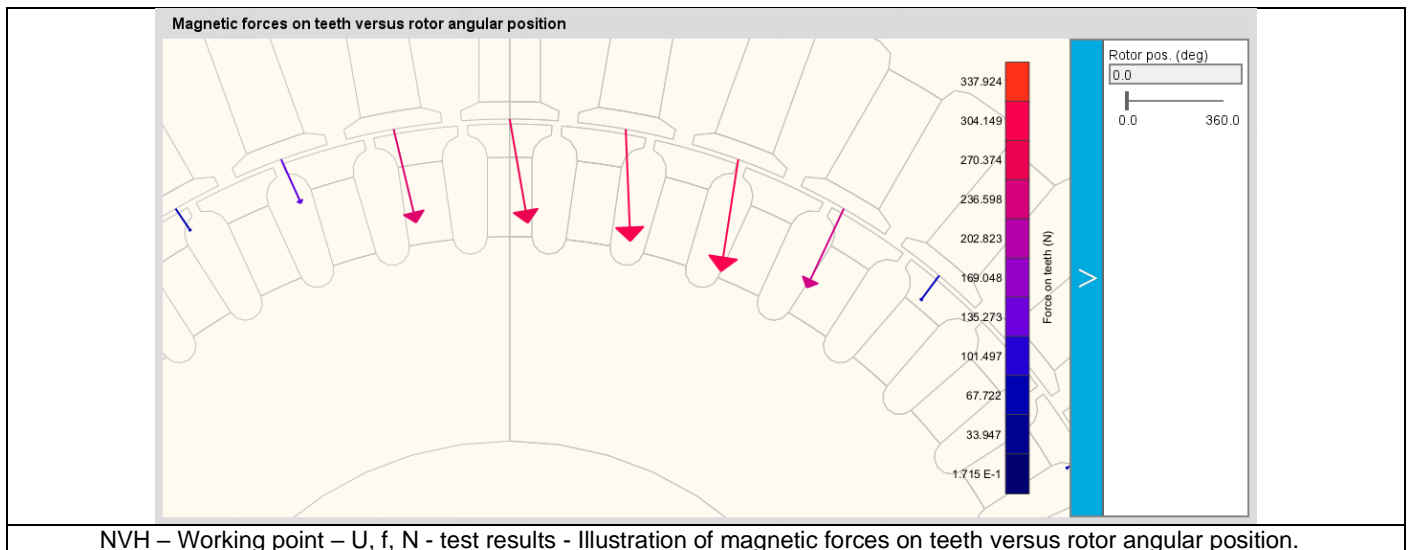 Magnetic forces on teeth versus rotor angular position
Rotor pos. (deg)
0.0
0.0 360.0
337.924
304.149
270.374
236.598
202.823
169.048
135.273
101.497
67.722
33.947
1.715 E-1
Force on teeth (N)
>
NVH – Working point – U, f, N - test results - Illustration of magnetic forces on teeth versus rotor angular position.